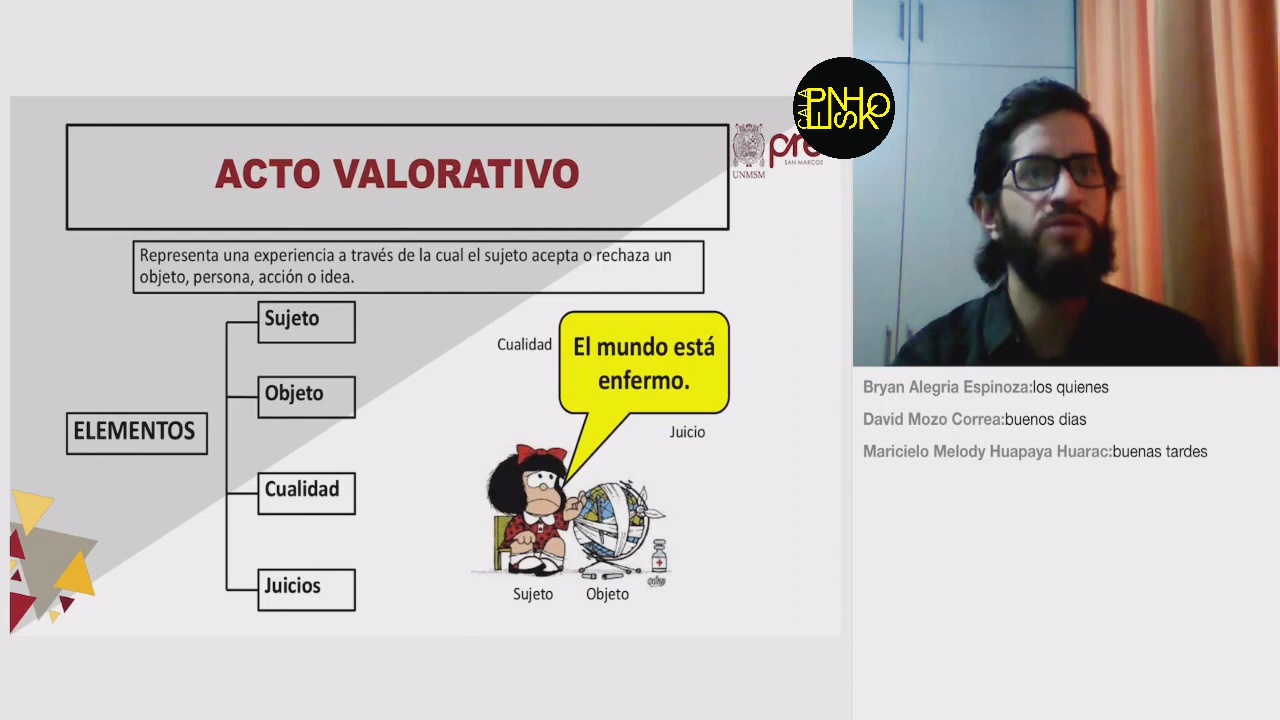 ACTO VALORATIVO
UNMSM
SAN MARCOS
Representa una experiencia a través de la cual el sujeto acepta o rechaza un
objeto, persona, acción o idea.
ELEMENTOS
Sujeto
Objeto
Cualidad
Juicios
Cualidad
El mundo está
enfermo.
Juicio
Sujeto
Objeto
Bryan Alegria Espinoza:los quienes
David Mozo Correa:buenos dias
Maricielo Melody Huapaya Huarac:buenas tardes